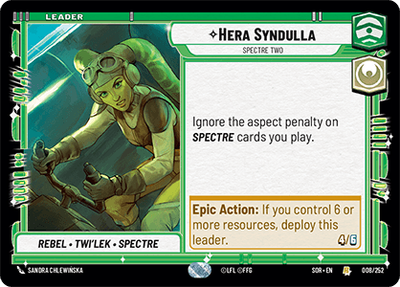 LEADER
✧HERA SYNDULLA
SPECTRE TWO
Ignore the aspect penalty on
SPECTRE cards you play.
Epic Action: If you control 6 or
more resources, deploy this
leader.
4/6
REBEL • TWI'LEK • SPECTRE
SANDRA CHLEWIŃSKA
©LFL ©FFG
SOR • EN
008/252